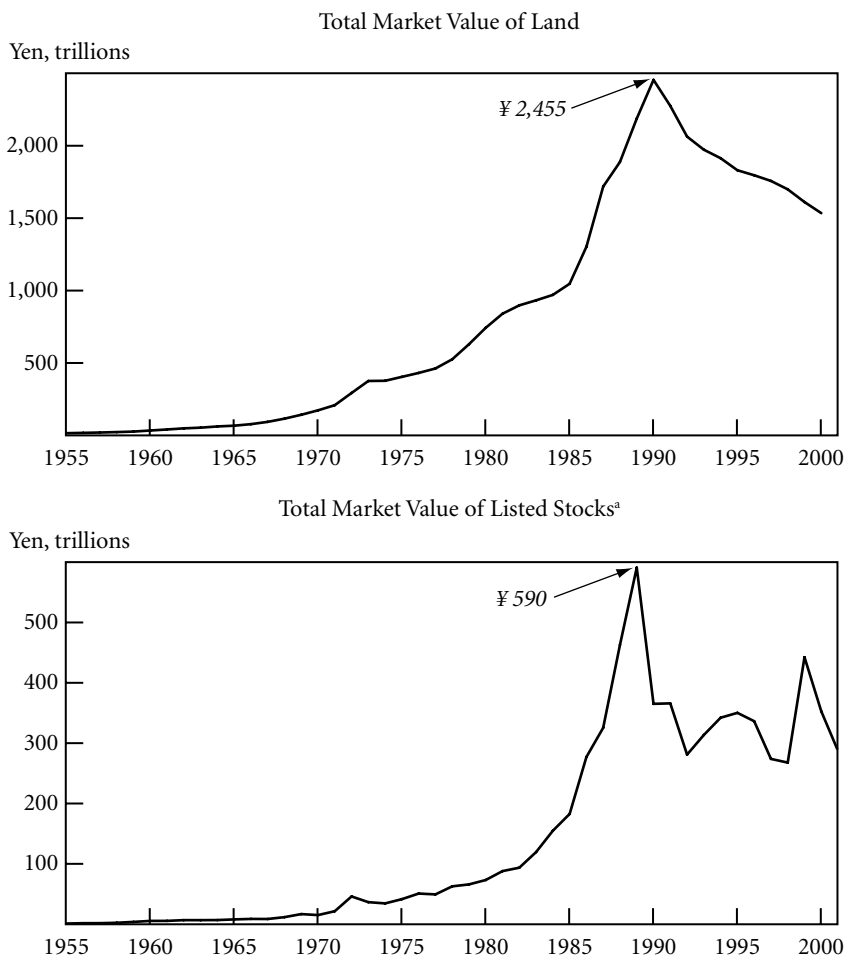 Total Market Value of Land
Yen, trillions
¥ 2,455
2,000
1,500
1,000
500
1955 1960 1965 1970 1975 1980 1985 1990 1995 2000
Total Market Value of Listed Stocksᵃ
Yen, trillions
¥ 590
500
400
300
200
100
1955 1960 1965 1970 1975 1980 1985 1990 1995 2000